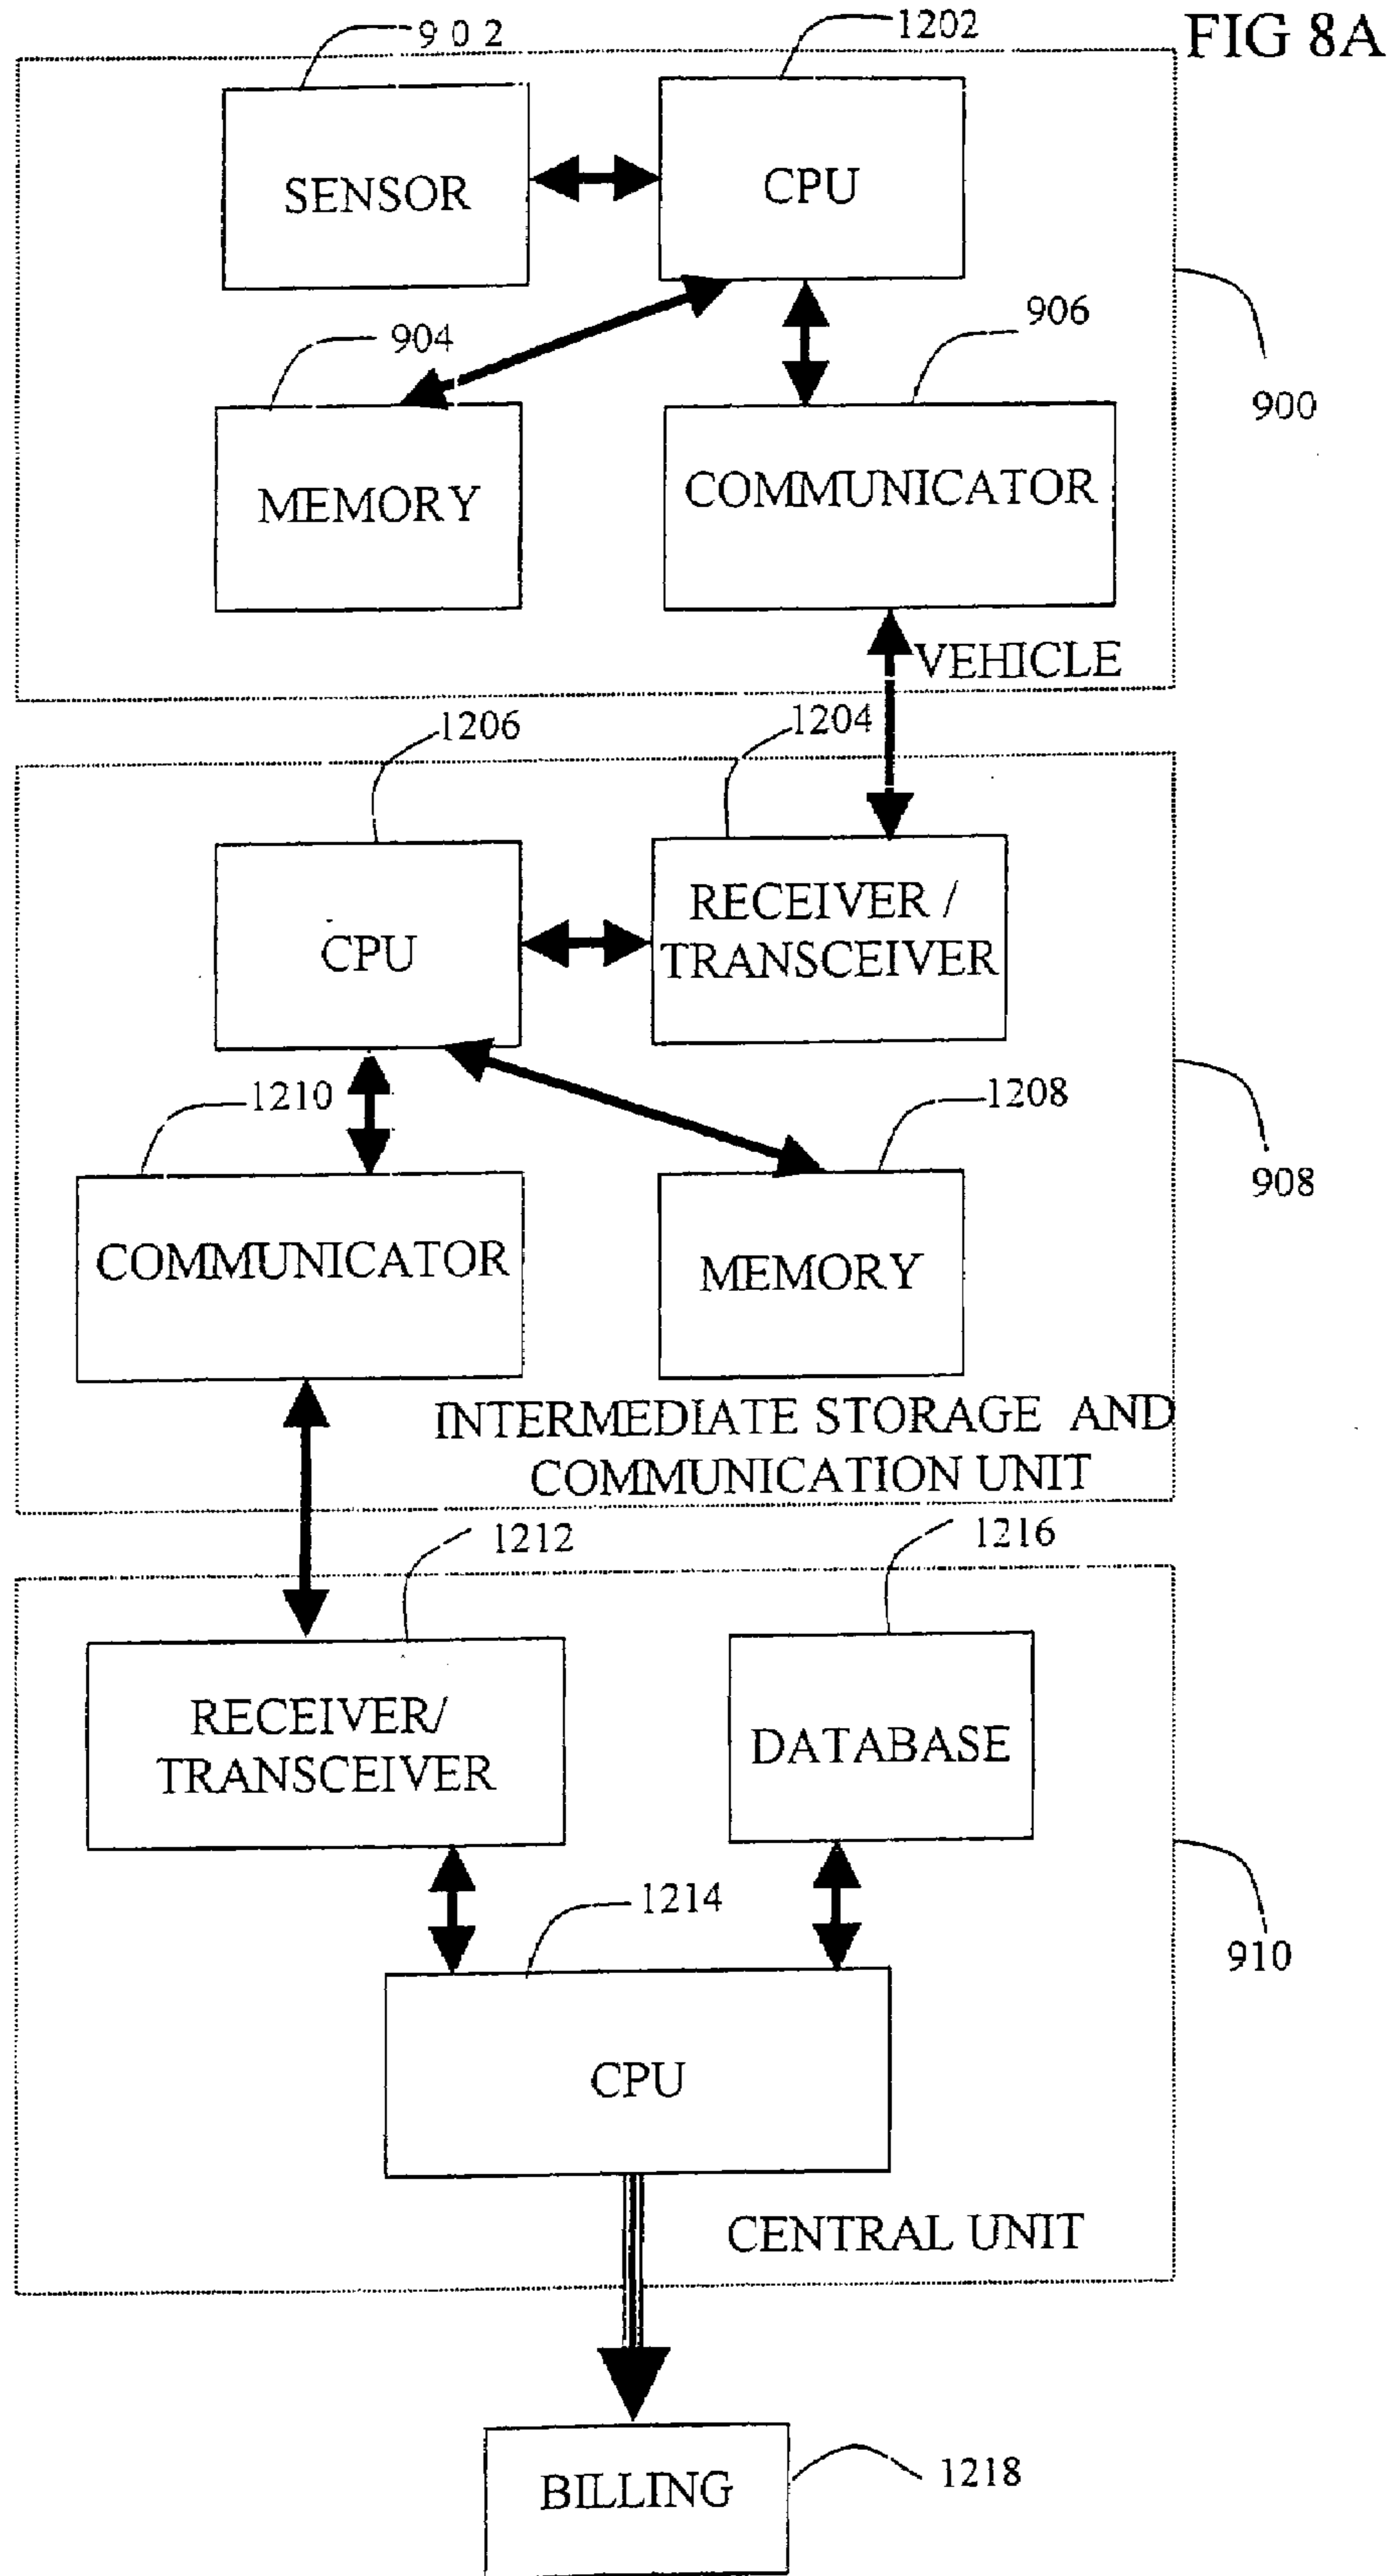 FIG 8A
902
1202
SENSOR
CPU
904
906
900
MEMORY
COMMUNICATOR
VEHICLE
1206
1204
CPU
RECEIVER /
TRANSCEIVER
1210
1208
908
COMMUNICATOR
MEMORY
INTERMEDIATE STORAGE AND
COMMUNICATION UNIT
1212
1216
RECEIVER/
TRANSCEIVER
DATABASE
1214
910
CPU
CENTRAL UNIT
BILLING
1218